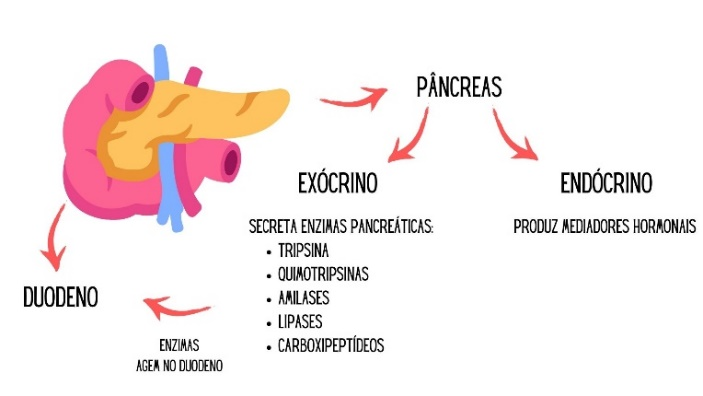 PÂNCREAS
EXÓCRINO
ENDÓCRINO
SECRETA ENZIMAS PANCREÁTICAS:
PRODUZ MEDIADORES HORMONAIS
• TRIPSINA
• QUIMOTRIPSINAS
• AMILASES
• LIPASES
• CARBOXIPEPTÍDEOS
DUODENO
ENZIMAS
AGEM NO DUODENO